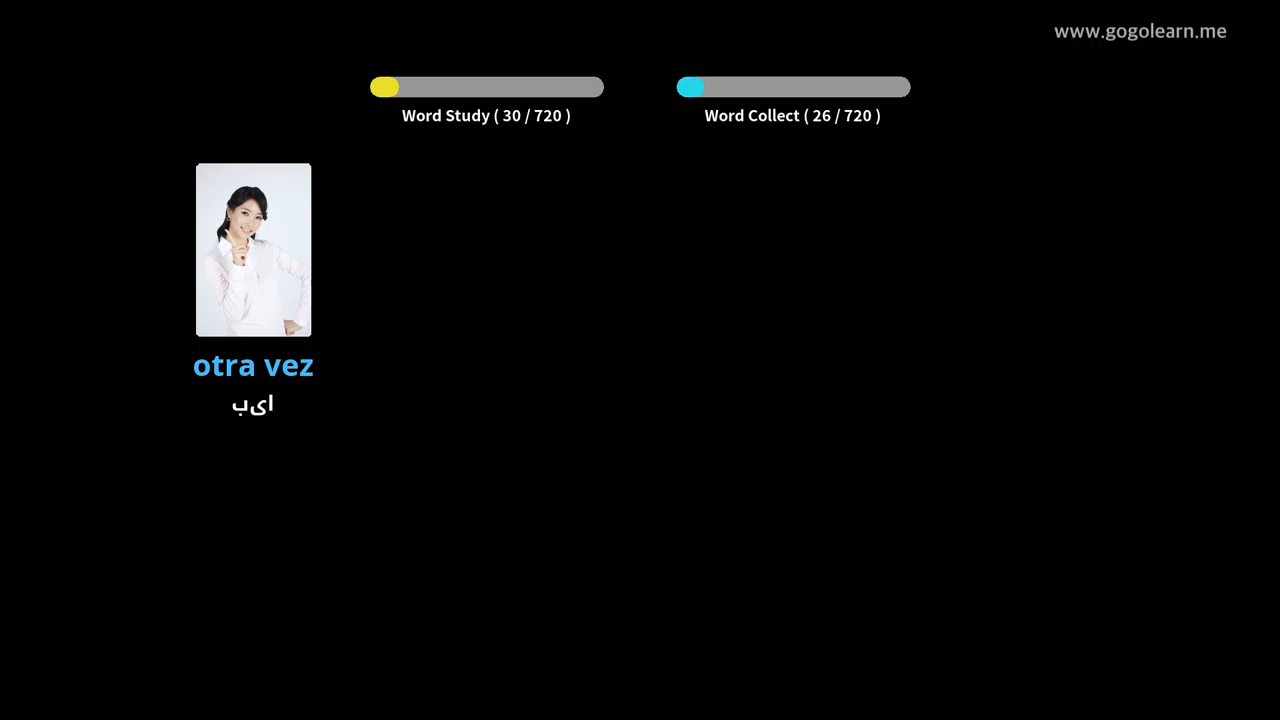 www.gogolearn.me
Word Study ( 30 / 720 )
Word Collect ( 26 / 720 )
otra vez
ایب